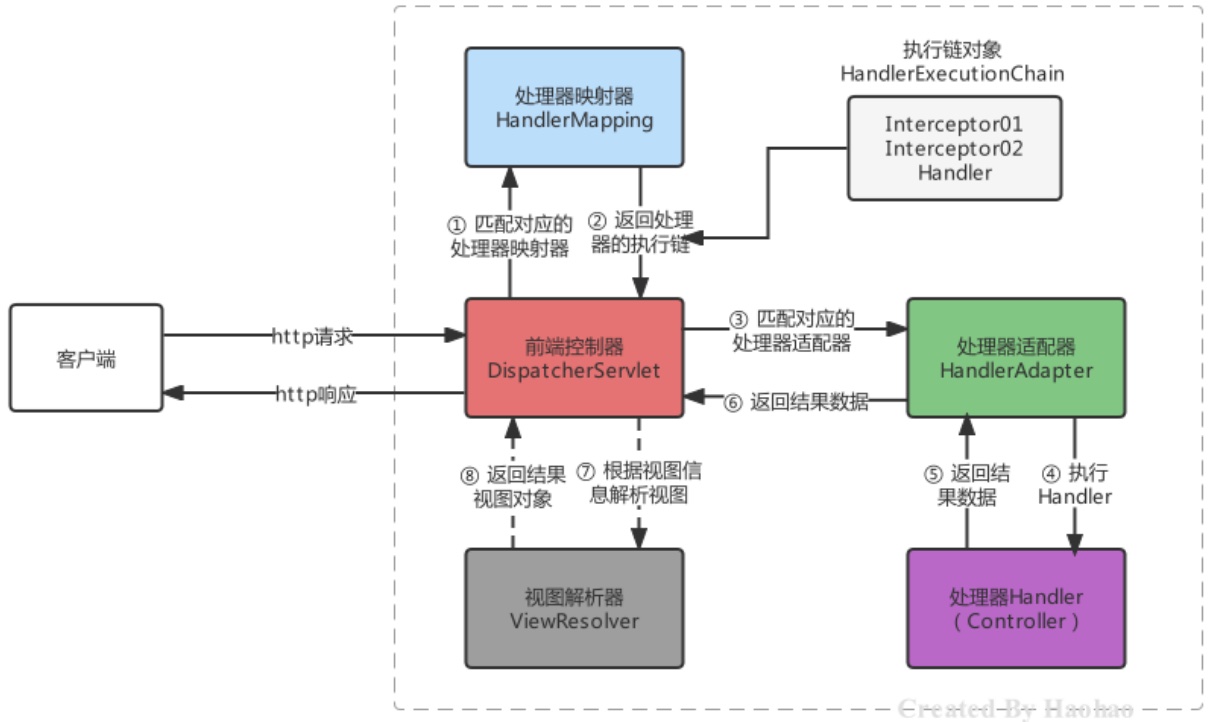 执行链对象
HandlerExecutionChain
处理器映射器
HandlerMapping
Interceptor01
Interceptor02
Handler
① 匹配对应的
处理器映射器
② 返回处理
器的执行链
客户端
http请求
http响应
前端控制器
DispatcherServlet
③ 匹配对应的
处理器适配器
⑥ 返回结果数据
处理器适配器
HandlerAdapter
⑧ 返回结果
视图对象
⑦ 根据视图信
息解析视图
⑤ 返回结
果数据
④ 执行
Handler
视图解析器
ViewResolver
处理器Handler
（Controller）
Created By Haohao